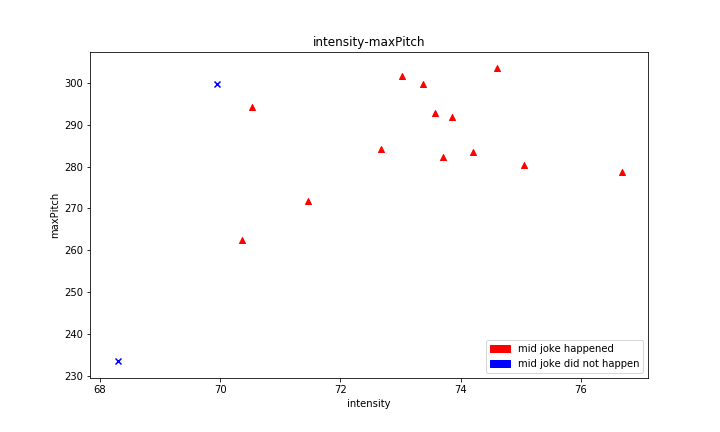 intensity-maxPitch
300
290
280
270
260
250
240
230
maxPitch
68
70
72
74
76
intensity
mid joke happened
mid joke did not happen